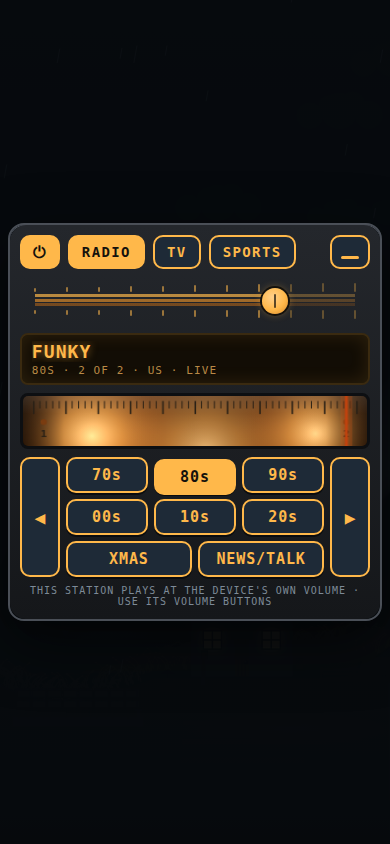 RADIO TV SPORTS
FUNKY
80S · 2 OF 2 · US · LIVE
1
70s 80s 90s
00s 10s 20s
XMAS NEWS/TALK
THIS STATION PLAYS AT THE DEVICE'S OWN VOLUME ·
USE ITS VOLUME BUTTONS